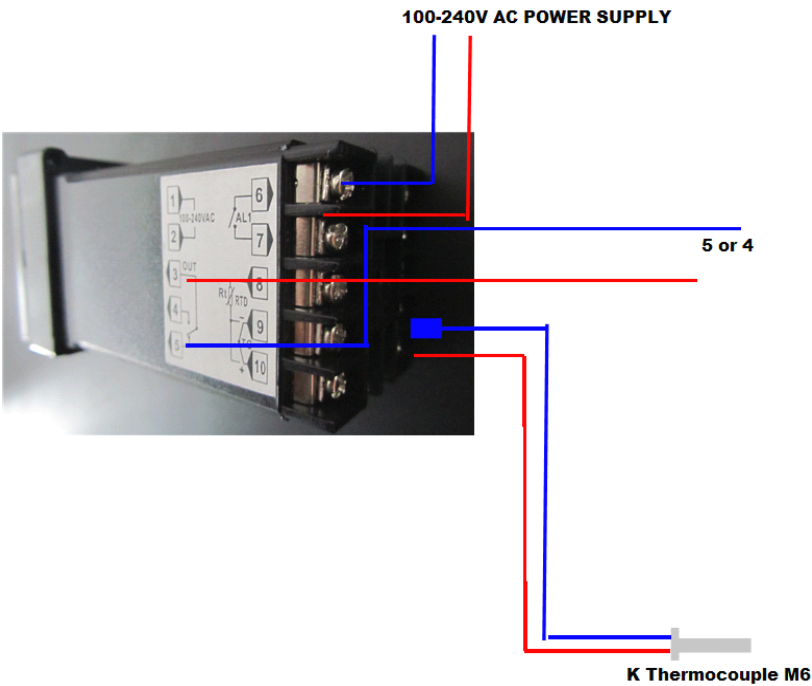 100-240V AC POWER SUPPLY
1 6
100-240VAC AL1
2 7
3 OUT 8
Rt RTD
4 9
TC
5 10
- +
5 or 4
K Thermocouple M6